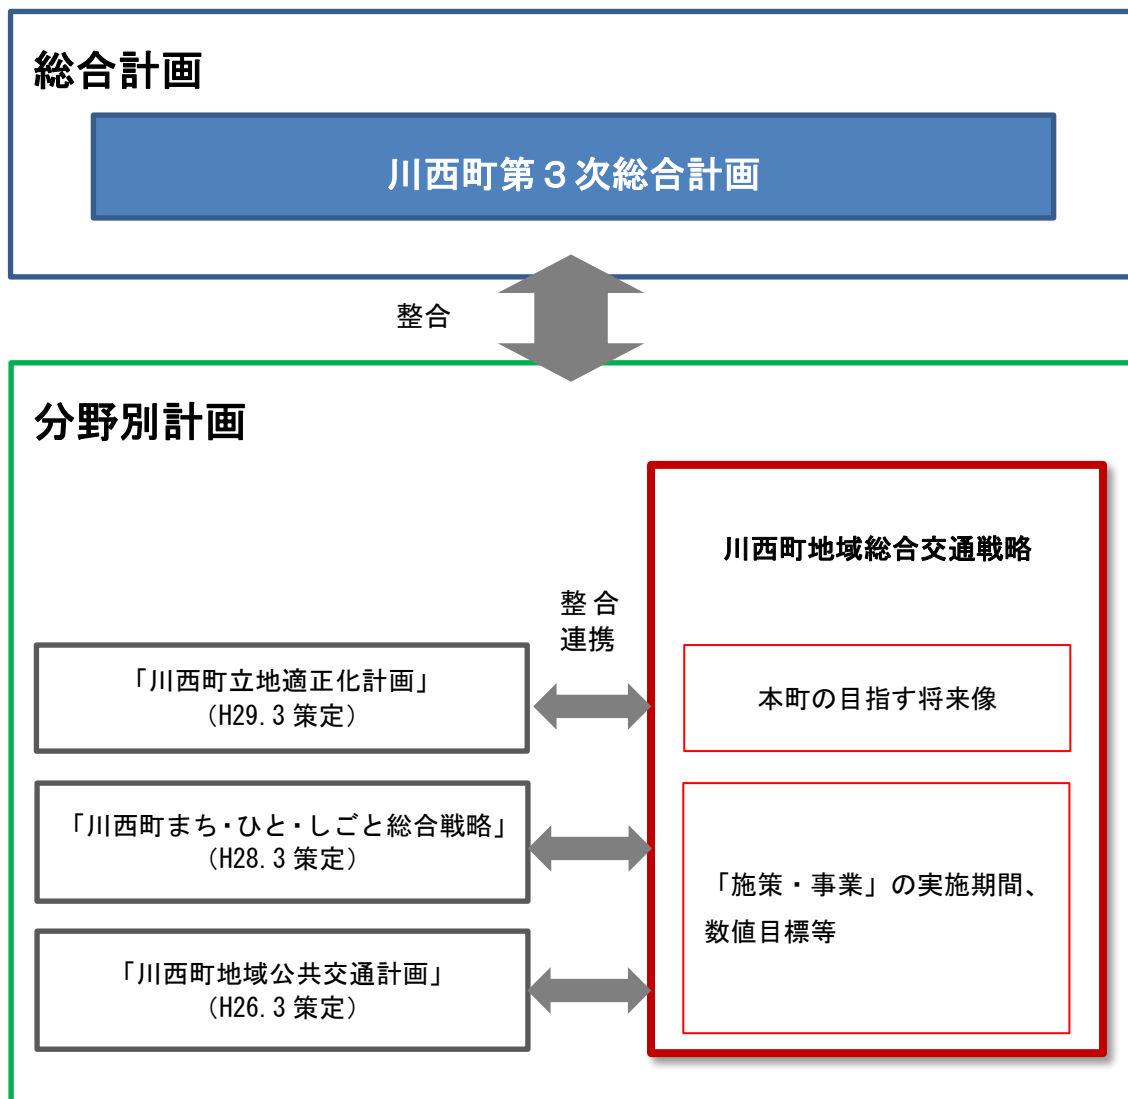 総合計画
川西町第３次総合計画
整合
分野別計画
川西町地域総合交通戦略
整合
連携
「川西町立地適正化計画」
（H29.3 策定）
本町の目指す将来像
「川西町まち・ひと・しごと総合戦略」
（H28.3 策定）
「施策・事業」の実施期間、
数値目標等
「川西町地域公共交通計画」
（H26.3 策定）